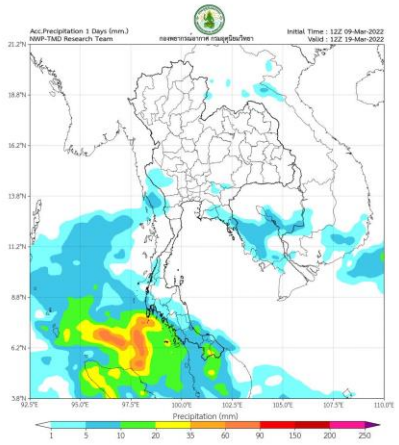 Acc.Precipitation 1 Days (mm.)
NWP-TMD Research Team
กองพยากรณ์อากาศ กรมอุตุนิยมวิทยา
Initial Time : 12Z 09-Mar-2022
Valid : 12Z 19-Mar-2022
21.2°N
18.8°N
16.2°N
13.8°N
11.2°N
8.8°N
6.2°N
3.8°N
92.5°E 95.0°E 97.5°E 100.0°E 102.5°E 105.0°E 107.5°E 110.0°E
Precipitation (mm)
1 5 10 20 35 60 90 150 200 250